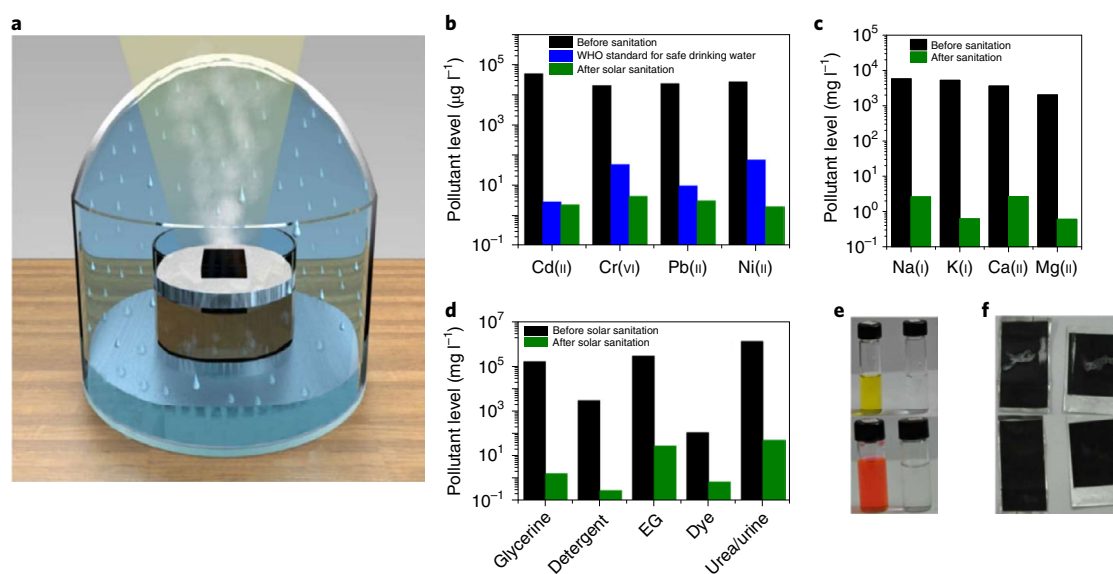 a
b
Before sanitation
WHO standard for safe drinking water
After solar sanitation
Pollutant level (µg l⁻¹)
10⁵
10³
10¹
10⁻¹
Cd(II)
Cr(VI)
Pb(II)
Ni(II)
c
Before sanitation
After sanitation
Pollutant level (mg l⁻¹)
10⁵
10⁴
10³
10²
10¹
10⁰
10⁻¹
Na(I)
K(I)
Ca(II)
Mg(II)
d
Before solar sanitation
After solar sanitation
Pollutant level (mg l⁻¹)
10⁷
10⁵
10³
10¹
10⁻¹
Glycerine
Detergent
EG
Dye
Urea/urine
e
f